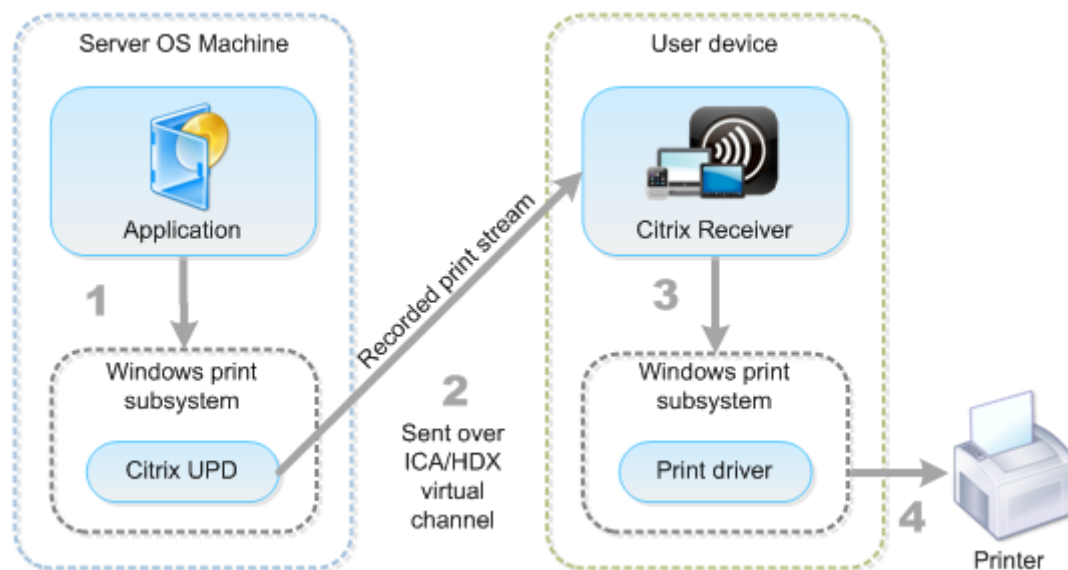 Server OS Machine
Application
1
Windows print
subsystem
Citrix UPD
Recorded print stream
2
Sent over
ICA/HDX
virtual
channel
User device
Citrix Receiver
3
Windows print
subsystem
Print driver
4
Printer